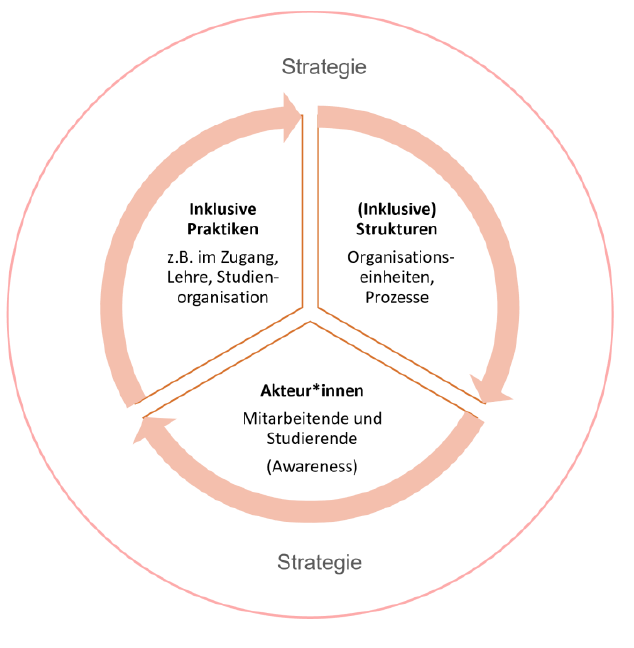 Strategie
Inklusive
Praktiken
z.B. im Zugang,
Lehre, Studien-
organisation
(Inklusive)
Strukturen
Organisations-
einheiten,
Prozesse
Akteur*innen
Mitarbeitende und
Studierende
(Awareness)
Strategie